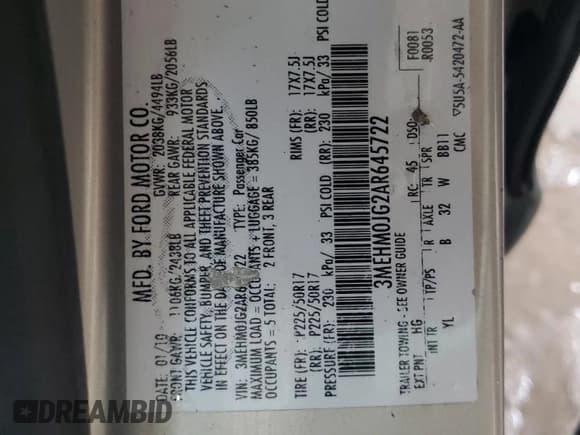 MFD. BY FORD MOTOR CO.
DATE: 01/10 GVWR: 2038KG/4494LB
FRONT GAWR: 1106KG/2438LB REAR GAWR: 933KG/2056LB
THIS VEHICLE CONFORMS TO ALL APPLICABLE FEDERAL MOTOR
VEHICLE SAFETY, BUMPER, AND THEFT PREVENTION STANDARDS
IN EFFECT ON THE DATE OF MANUFACTURE SHOWN ABOVE.
VIN: 3MEHM0JG2AR645722 TYPE: Passenger Car
MAXIMUM LOAD = OCCUPANTS + LUGGAGE = 385KG/ 850LB
OCCUPANTS = 5 TOTAL: 2 FRONT, 3 REAR
TIRE (FR): P225/50R17 RIMS (FR): 17X7.5J
(RR): P225/50R17 (RR): 17X7.5J
PRESSURE (FR): 230 kPa/ 33 PSI COLD (RR): 230 kPa/ 33 PSI COLD
3MEHM0JG2AR645722
TRAILER TOWING - SEE OWNER GUIDE
F0081
R0053
EXT PNT RC: 45 DSO:
HG
INT TR TP/PS R AXLE TR SPR
YL B 32 W BB11
CMC
▽5U5A-5420472-AA
DREAMBID